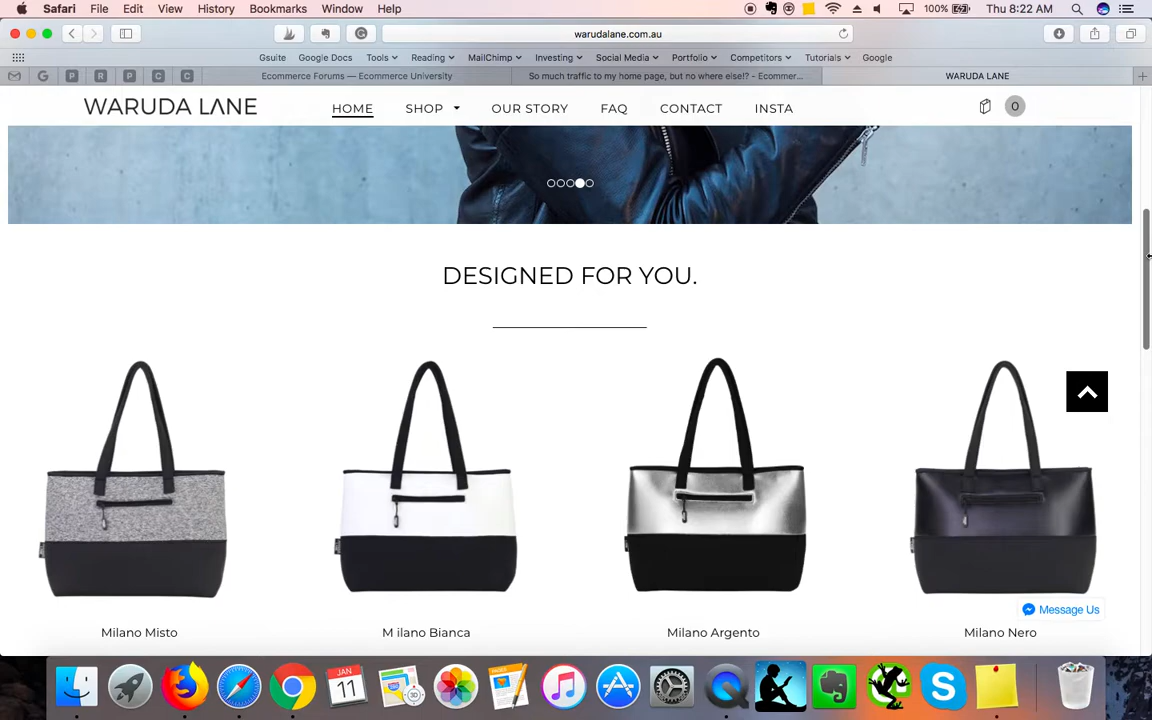 Safari File Edit View History Bookmarks Window Help 100% Thu 8:22 AM
warudalane.com.au
Gsuite Google Docs Tools Reading MailChimp Investing Social Media Portfolio Competitors Tutorials Google
G P R P C C Ecommerce Forums — Ecommerce University So much traffic to my home page, but no where else!? - Ecommer... WARUDA LANE
WARUDA LANE HOME SHOP OUR STORY FAQ CONTACT INSTA 0
DESIGNED FOR YOU.
Message Us
Milano Misto M ilano Bianca Milano Argento Milano Nero
JAN
11